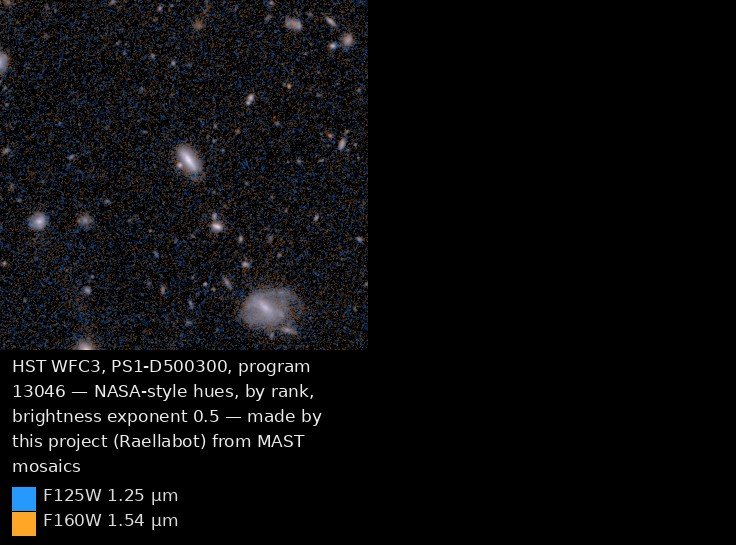 HST WFC3, PS1-D500300, program
13046 — NASA-style hues, by rank,
brightness exponent 0.5 — made by
this project (Raellabot) from MAST
mosaics
F125W 1.25 µm
F160W 1.54 µm